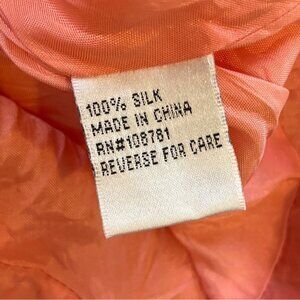 100% SILK
MADE IN CHINA
RN#108781
REVERSE FOR CARE